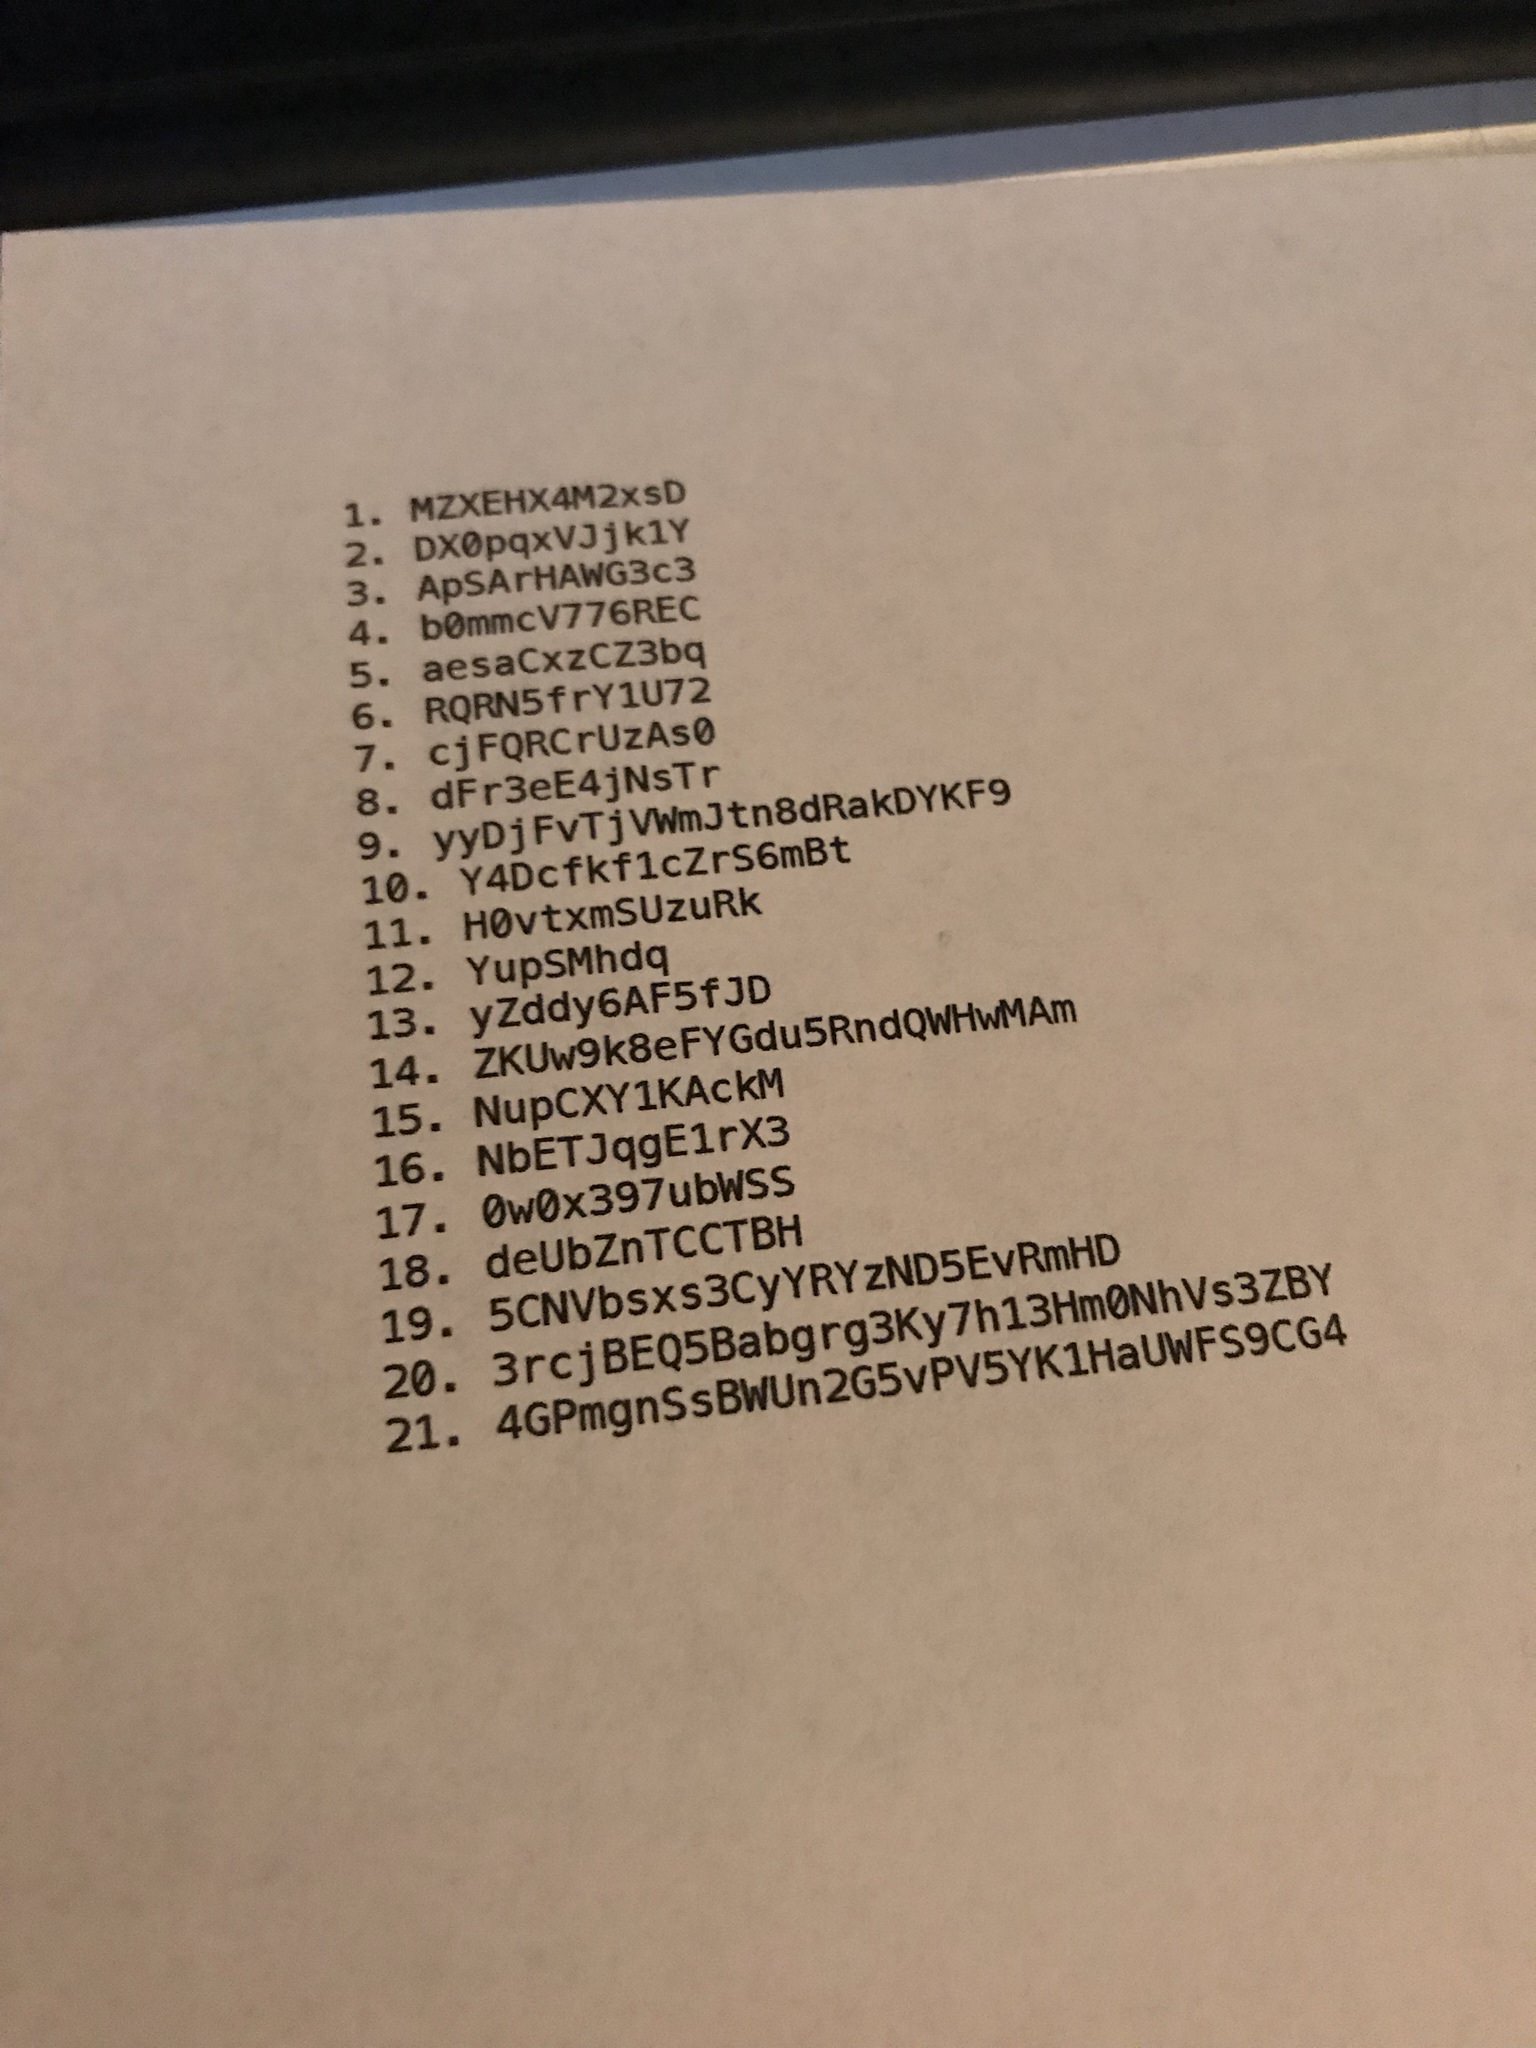 1. MZXEHX4M2xsD
2. DX0pqxVJjk1Y
3. ApSArHAWG3c3
4. b0mmcV776REC
5. aesaCxzCZ3bq
6. RQRN5frY1U72
7. cjFQRCrUzAs0
8. dFr3eE4jNsTr
9. yyDjFvTjVWmJtn8dRakDYKF9
10. Y4Dcfkf1cZrS6mBt
11. H0vtxmSUzuRk
12. YupSMhdq
13. yZddy6AF5fJD
14. ZKUw9k8eFYGdu5RndQWHwMAm
15. NupCXY1KAckM
16. NbETJqgE1rX3
17. 0w0x397ubWSS
18. deUbZnTCCTBH
19. 5CNVbsxs3CyYRYzND5EvRmHD
20. 3rcjBEQ5Babgrg3Ky7h13Hm0NhVs3ZBY
21. 4GPmgnSsBWUn2G5vPV5YK1HaUWFS9CG4